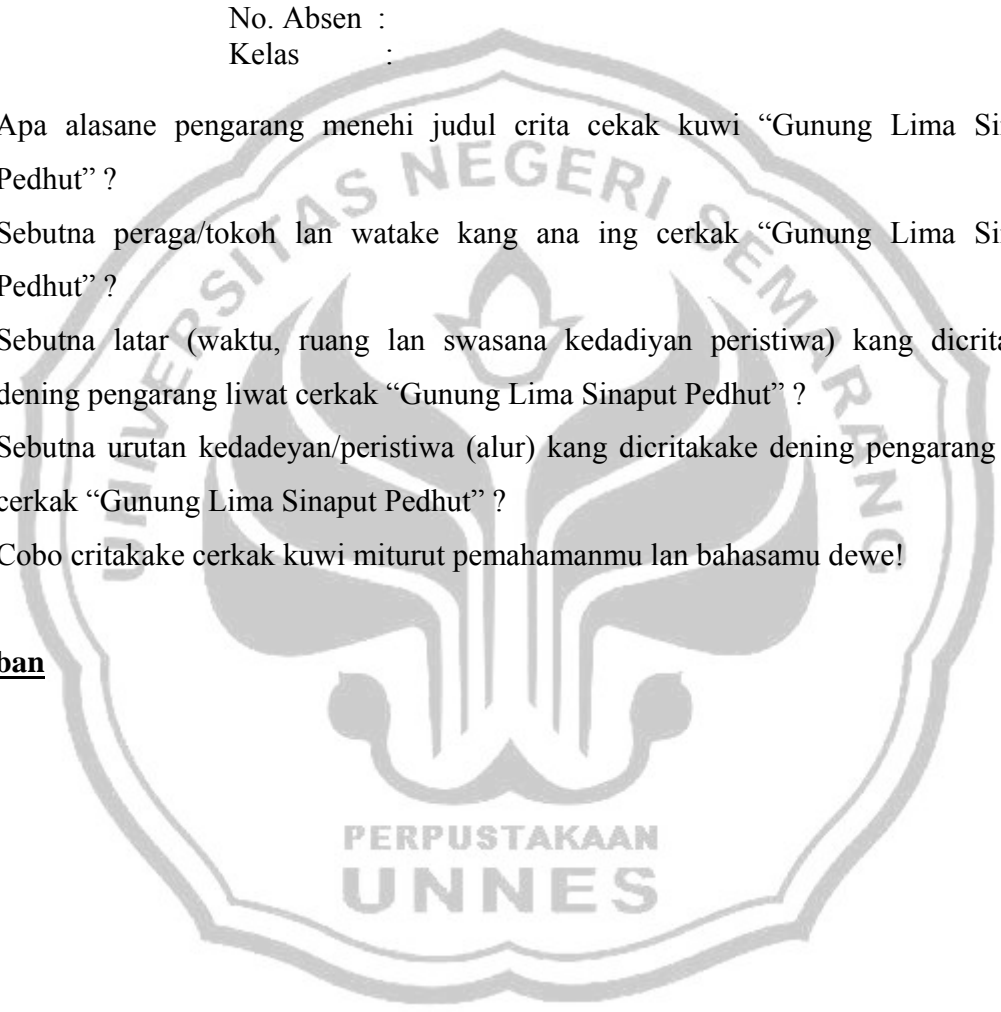 No. Absen :
Kelas :
Apa alasane pengarang menehi judul crita cekak kuwi “Gunung Lima
Pedhut” ?
Sebutna peraga/tokoh lan watake kang ana ing cerkak “Gunung Lima
Pedhut” ?
Sebutna latar (waktu, ruang lan swasana kedadiyan peristiwa) kang
dening pengarang liwat cerkak “Gunung Lima Sinaput Pedhut” ?
Sebutna urutan kedadeyan/peristiwa (alur) kang dicritakake dening pengarang
cerkak “Gunung Lima Sinaput Pedhut” ?
Cobo critakake cerkak kuwi miturut pemahamanmu lan bahasamu dewe!
ban
UNIVERSITAS NEGERI SEMARANG
PERPUSTAKAAN
UNNES